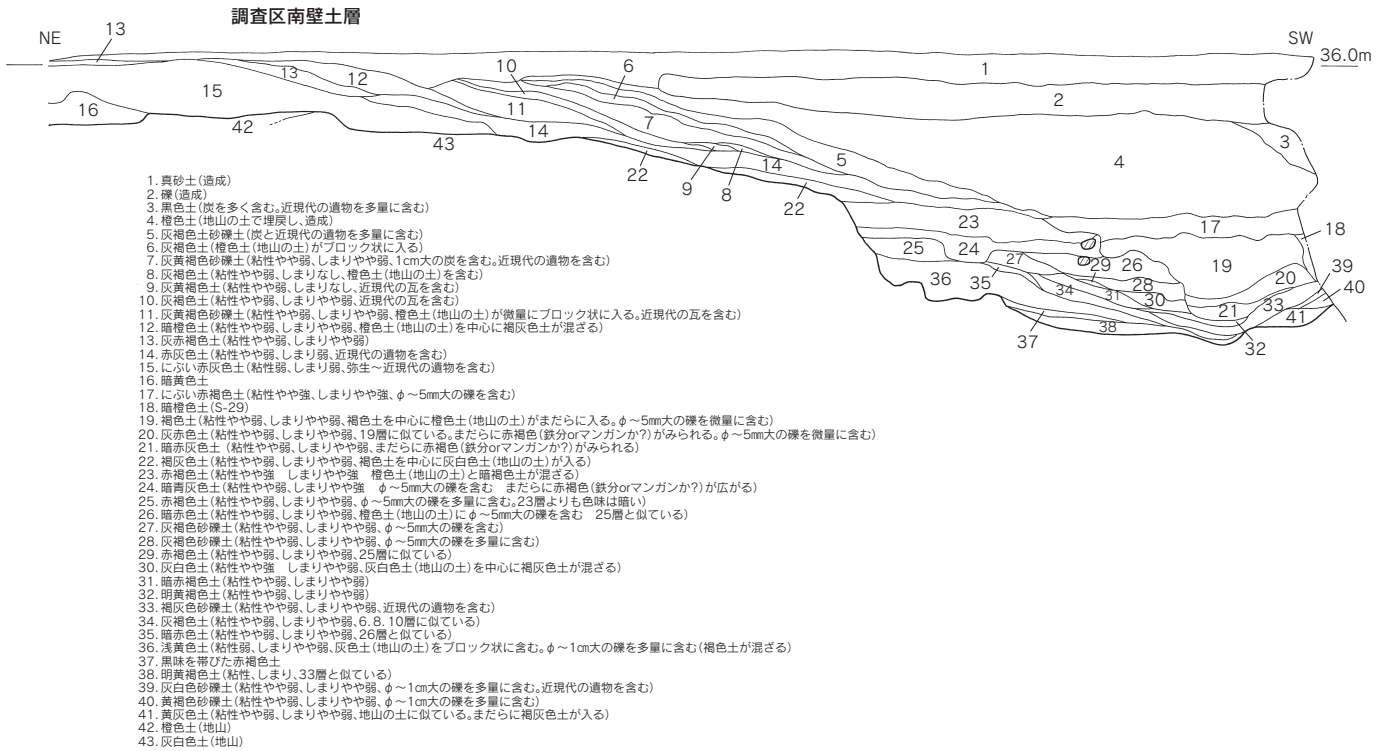 調査区南壁土層
NE
13
SW
36.0m
10
6
1
13
12
2
16
15
11
7
3
42
43
14
22
9
8
14
22
5
4
23
17
18
25
24
27
29
26
19
20
39
40
36
35
34
31
28
30
21
33
41
37
38
32
1. 真砂土(造成)
2. 礫(造成)
3. 黒色土(炭を多く含む。近現代の遺物を多量に含む)
4. 橙色土(地山の土で埋戻し、造成)
5. 灰褐色土砂礫土(炭と近現代の遺物を多量に含む)
6. 灰褐色土(橙色土(地山の土)がブロック状に入る)
7. 灰黄褐色砂礫土(粘性やや弱、しまりやや弱、1cm大の炭を含む。近現代の遺物を含む)
8. 灰褐色土(粘性やや弱、しまりなし、橙色土(地山の土)を含む)
9. 灰黄褐色土(粘性やや弱、しまりなし、近現代の瓦を含む)
10. 灰褐色土(粘性やや弱、しまりやや弱、近現代の瓦を含む)
11. 灰黄褐色砂礫土(粘性やや弱、しまりやや弱、橙色土(地山の土)が微量にブロック状に入る。近現代の瓦を含む)
12. 暗橙色土(粘性やや弱、しまりやや弱、橙色土(地山の土)を中心に褐灰色土が混ざる)
13. 灰赤褐色土(粘性やや弱、しまりやや弱)
14. 赤灰色土(粘性やや弱、しまり弱、近現代の遺物を含む)
15. にぶい赤灰色土(粘性弱、しまり弱、弥生～近現代の遺物を含む)
16. 暗黄色土
17. にぶい赤褐色土(粘性やや強、しまりやや強、φ～5mm大の礫を含む)
18. 暗橙色土(S-29)
19. 褐色土(粘性やや弱、しまりやや弱、褐色土を中心に橙色土(地山の土)がまだらに入る。φ～5mm大の礫を微量に含む)
20. 灰赤色土(粘性やや弱、しまりやや弱、19層に似ている。まだらに赤褐色(鉄分orマンガンか?)がみられる。φ～5mm大の礫を微量に含む)
21. 暗赤灰色土 (粘性やや弱、しまりやや弱、まだらに赤褐色(鉄分orマンガンか?)がみられる)
22. 褐灰色土(粘性やや弱、しまりやや弱、褐色土を中心に灰白色土(地山の土)が入る)
23. 赤褐色土(粘性やや強　しまりやや強　橙色土(地山の土)と暗褐色土が混ざる)
24. 暗青灰色土(粘性やや弱、しまりやや強　φ～5mm大の礫を含む　まだらに赤褐色(鉄分orマンガンか?)が広がる)
25. 赤褐色土(粘性やや弱、しまりやや弱、φ～5mm大の礫を多量に含む。23層よりも色味は暗い)
26. 暗赤色土(粘性やや弱、しまりやや弱、橙色土(地山の土)にφ～5mm大の礫を含む　25層と似ている)
27. 灰褐色砂礫土(粘性やや弱、しまりやや弱、φ～5mm大の礫を含む)
28. 灰褐色砂礫土(粘性やや弱、しまりやや弱、φ～5mm大の礫を多量に含む)
29. 赤褐色土(粘性やや弱、しまりやや弱、25層に似ている)
30. 灰白色土(粘性やや強　しまりやや弱、灰白色土(地山の土)を中心に褐灰色土が混ざる)
31. 暗赤褐色土(粘性やや弱、しまりやや弱)
32. 明黄褐色土(粘性やや弱、しまりやや弱)
33. 褐灰色砂礫土(粘性やや弱、しまりやや弱、近現代の遺物を含む)
34. 灰褐色土(粘性やや弱、しまりやや弱、6.8.10層に似ている)
35. 暗赤色土(粘性やや弱、しまりやや弱、26層と似ている)
36. 浅黄色土(粘性弱、しまりやや弱、灰色土(地山の土)をブロック状に含む。φ～1cm大の礫を多量に含む(褐色土が混ざる)
37. 黒味を帯びた赤褐色土
38. 明黄褐色土(粘性、しまり、33層と似ている)
39. 灰白色砂礫土(粘性やや弱、しまりやや弱、φ～1cm大の礫を多量に含む。近現代の遺物を含む)
40. 黄褐色砂礫土(粘性やや弱、しまりやや弱、φ～1cm大の礫を多量に含む)
41. 黄灰色土(粘性やや弱、しまりやや弱、地山の土に似ている。まだらに褐灰色土が入る)
42. 橙色土(地山)
43. 灰白色土(地山)